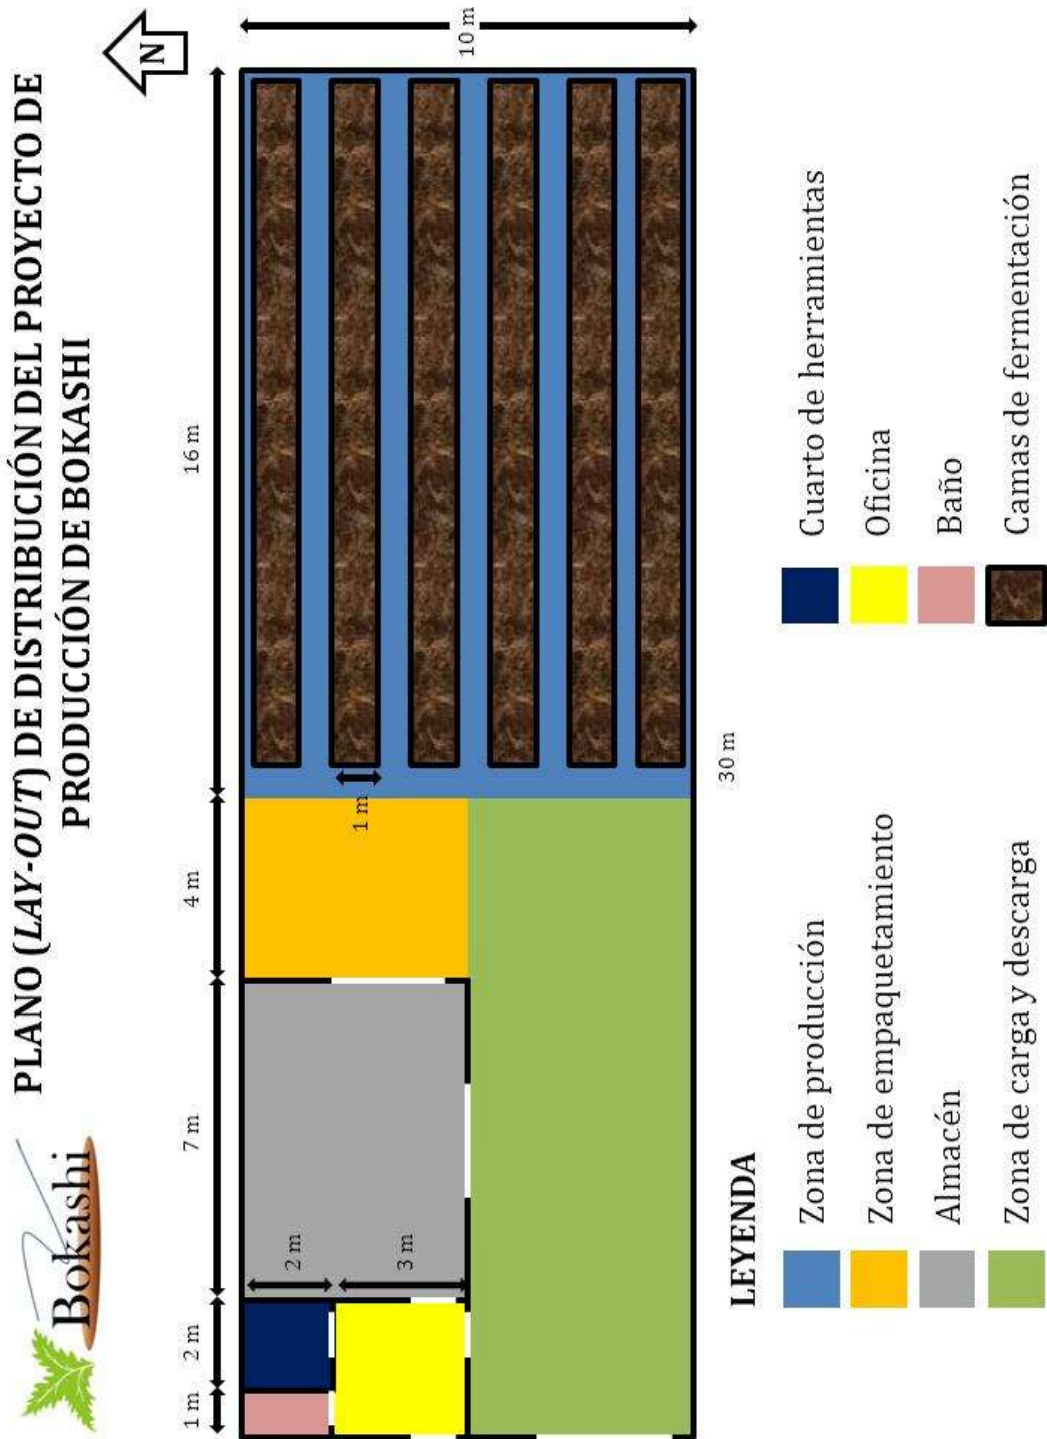 Bokashi
PLANO (LAY-OUT) DE DISTRIBUCIÓN DEL PROYECTO DE
PRODUCCIÓN DE BOKASHI
N
1 m
2 m
7 m
4 m
16 m
10 m
2 m
3 m
1 m
30 m
LEYENDA
Zona de producción
Zona de empaquetamiento
Almacén
Zona de carga y descarga
Cuarto de herramientas
Oficina
Baño
Camas de fermentación